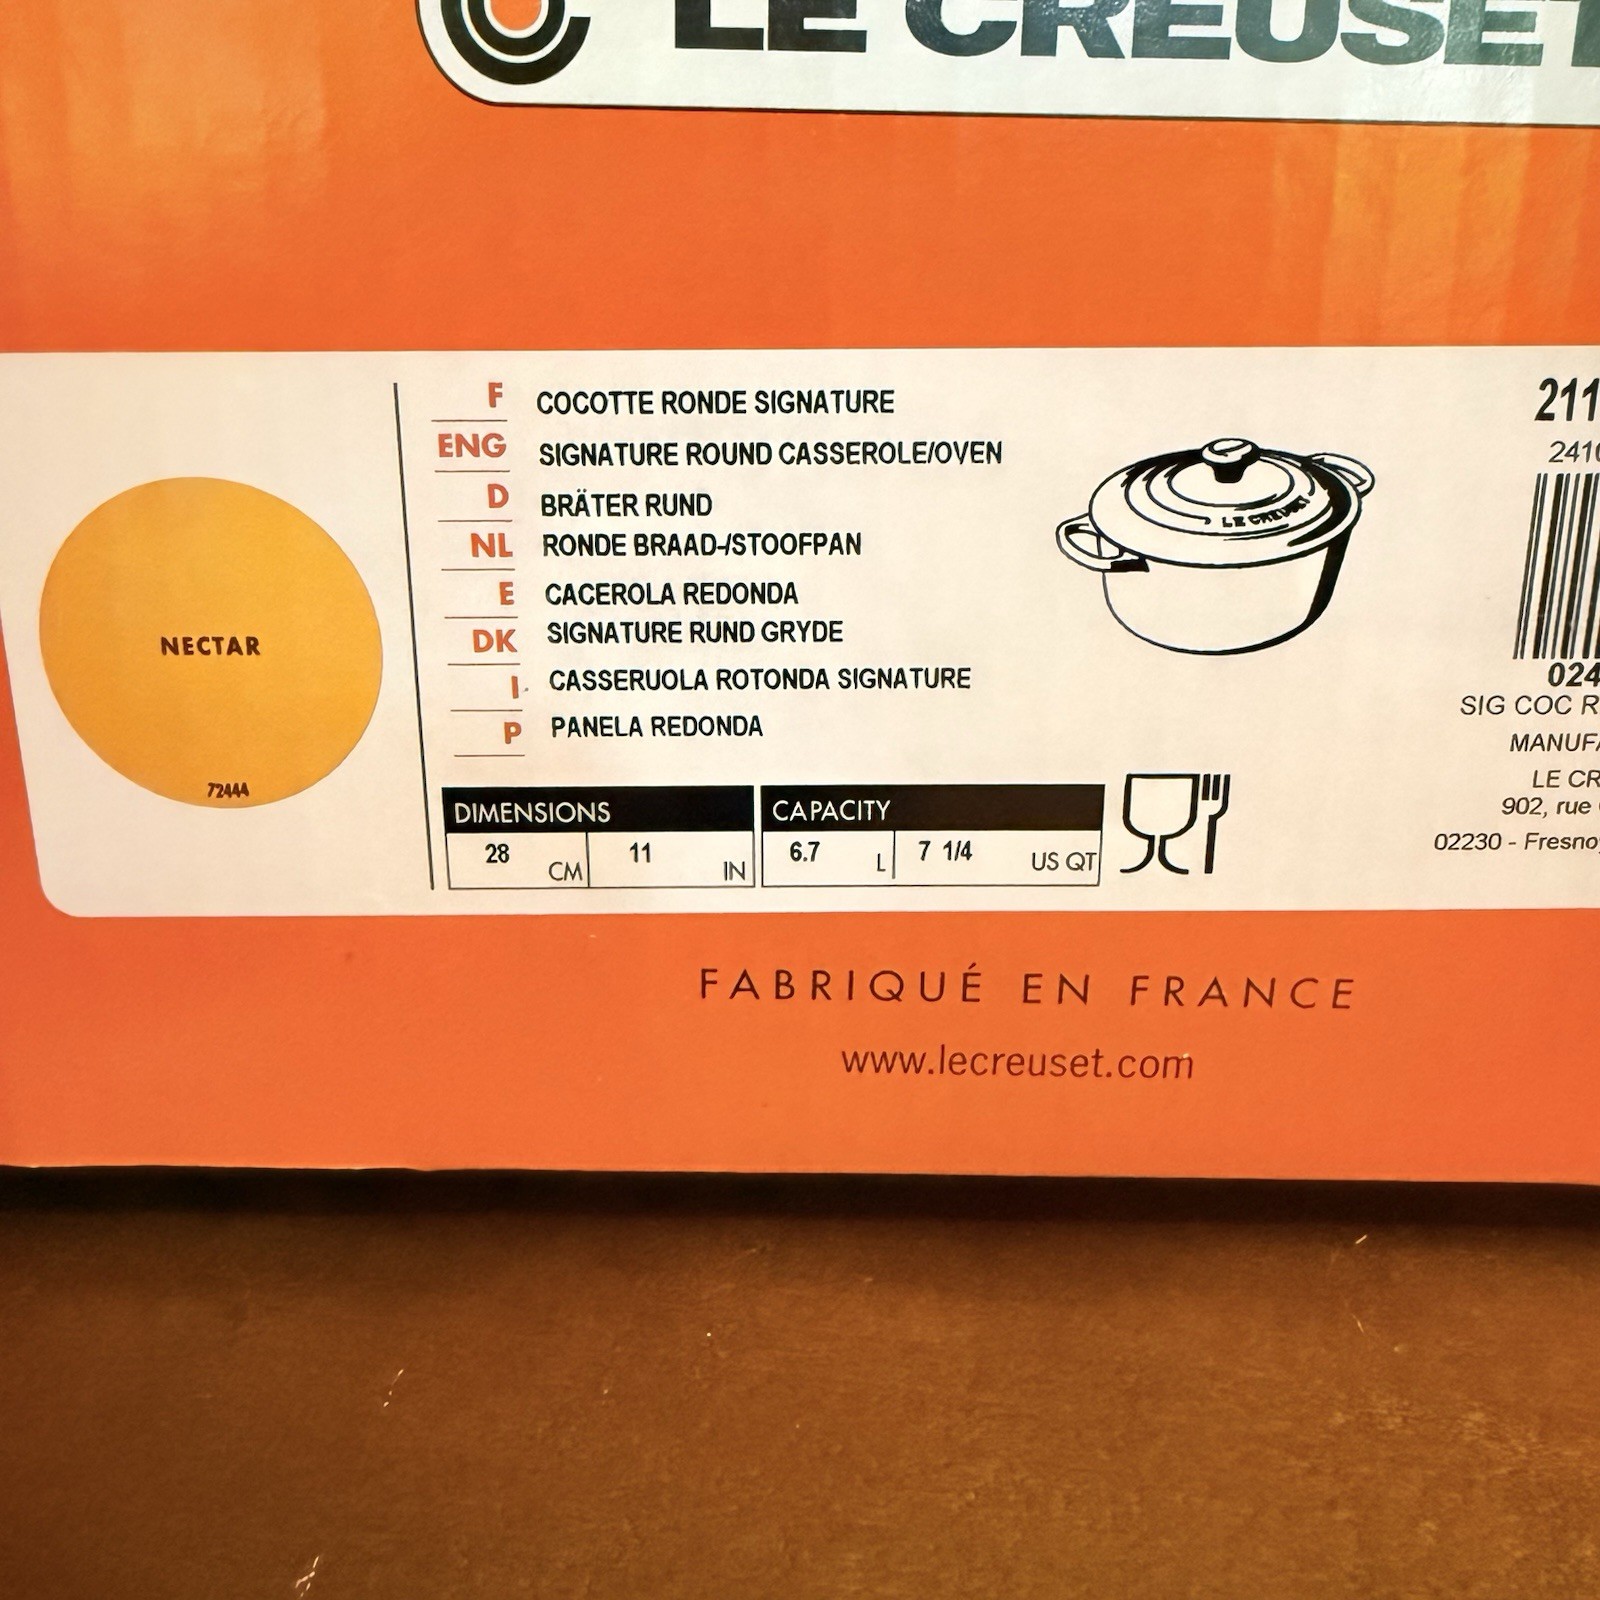 LE CREUSET
F COCOTTE RONDE SIGNATURE
ENG SIGNATURE ROUND CASSEROLE/OVEN
D BRÄTER RUND
NL RONDE BRAAD-/STOOFPAN
E CACEROLA REDONDA
DK SIGNATURE RUND GRYDE
I CASSERUOLA ROTONDA SIGNATURE
P PANELA REDONDA
NECTAR
72444
LE CREUSET
DIMENSIONS
28 CM 11 IN
CAPACITY
6.7 L 7 1/4 US QT
211
241
024
SIG COC R
MANUF
LE CR
902, rue
02230 - Fresno
FABRIQUÉ EN FRANCE
www.lecreuset.com